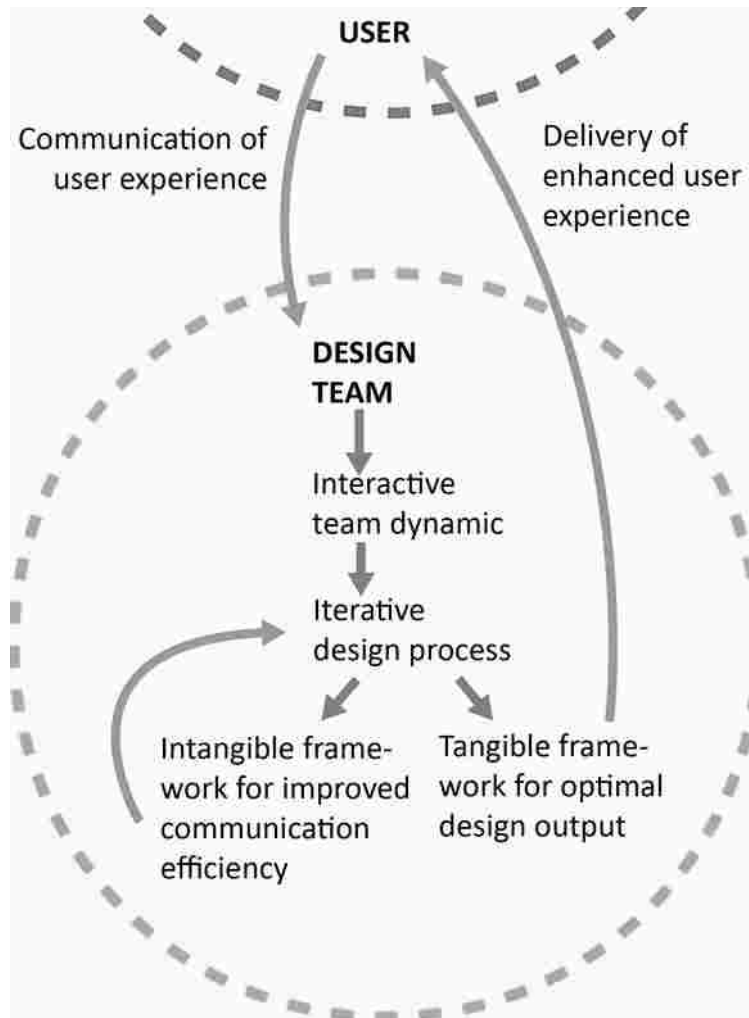 USER
Communication of
user experience
Delivery of
enhanced user
experience
DESIGN
TEAM
Interactive
team dynamic
Iterative
design process
Intangible frame-
work for improved
communication
efficiency
Tangible frame-
work for optimal
design output